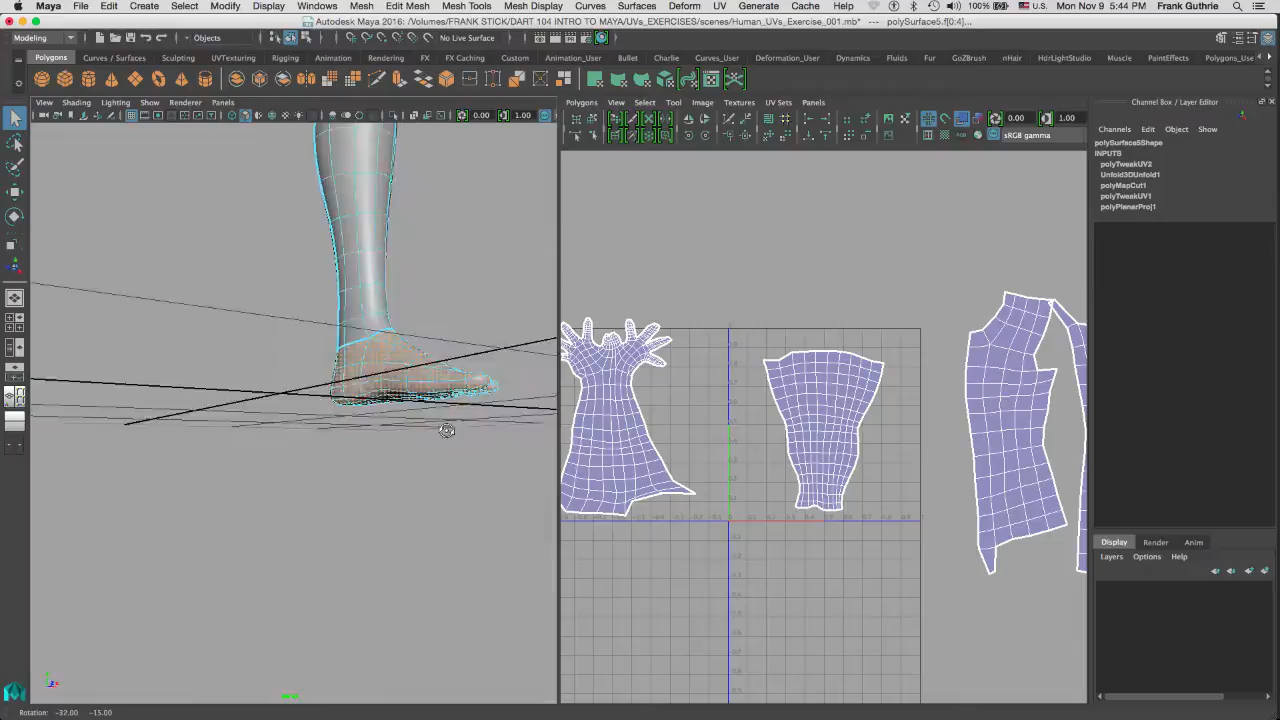 Maya File Edit Create Select Modify Display Windows Mesh Edit Mesh Mesh Tools Mesh Display Curves Surfaces Deform UV Generate Cache Help 100% U.S. Mon Nov 9 5:44 PM Frank Guthrie
Autodesk Maya 2016: /Volumes/FRANK STICK/DART 104 INTRO TO MAYA/UVs_EXERCISES/scenes/Human_UVs_Exercise_001.mb* --- polySurface5.f[0:4]...
Modeling Objects No Live Surface
Polygons Curves / Surfaces Sculpting UVTexturing Rigging Animation Rendering FX FX Caching Custom Animation_User Bullet Charlie Curves_User Deformation_User Dynamics Fluids Fur GoZBrush nHair HdrLightStudio Muscle PaintEffects Polygons_Use
View Shading Lighting Show Renderer Panels
Polygons View Select Tool Image Textures UV Sets Panels
Channel Box / Layer Editor
0.00 1.00
0.00 1.00
sRGB gamma
Channels Edit Object Show
polySurface5Shape
INPUTS
polyTweakUV2
Unfold3DUnfold1
polyMapCut1
polyTweakUV1
polyPlanarProj1
Display Render Anim
Layers Options Help
Rotation: -32.00 -15.00